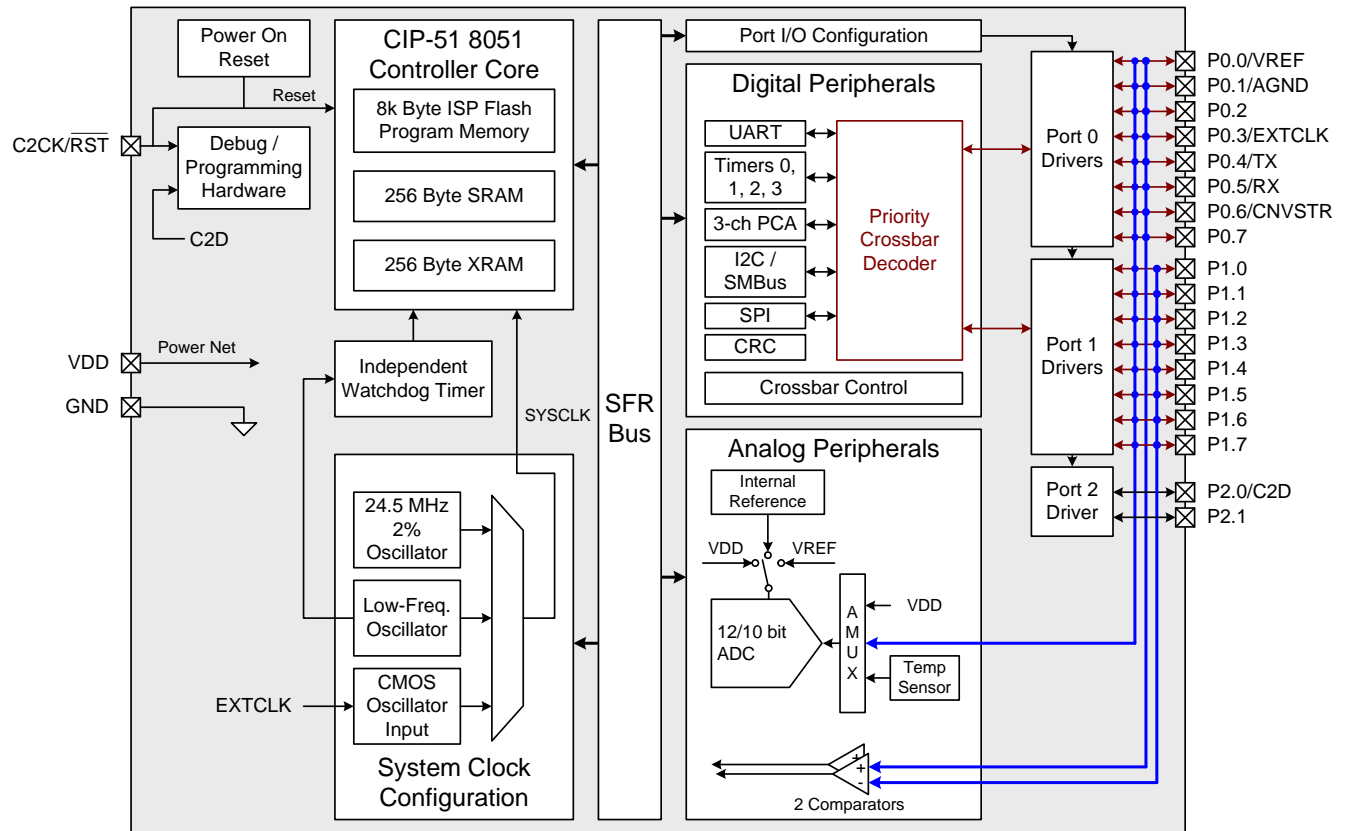 Power On
Reset
Reset
C2CK/RST
Debug /
Programming
Hardware
C2D
VDD
Power Net
GND
CIP-51 8051
Controller Core
8k Byte ISP Flash
Program Memory
256 Byte SRAM
256 Byte XRAM
Independent
Watchdog Timer
SYSCLK
24.5 MHz
2%
Oscillator
Low-Freq.
Oscillator
EXTCLK
CMOS
Oscillator
Input
System Clock
Configuration
SFR
Bus
Port I/O Configuration
Digital Peripherals
UART
Timers 0,
1, 2, 3
3-ch PCA
I2C /
SMBus
SPI
CRC
Priority
Crossbar
Decoder
Crossbar Control
Analog Peripherals
Internal
Reference
VDD
VREF
12/10 bit
ADC
A
M
U
X
VDD
Temp
Sensor
+
+
-
2 Comparators
Port 0
Drivers
Port 1
Drivers
Port 2
Driver
P0.0/VREF
P0.1/AGND
P0.2
P0.3/EXTCLK
P0.4/TX
P0.5/RX
P0.6/CNVSTR
P0.7
P1.0
P1.1
P1.2
P1.3
P1.4
P1.5
P1.6
P1.7
P2.0/C2D
P2.1